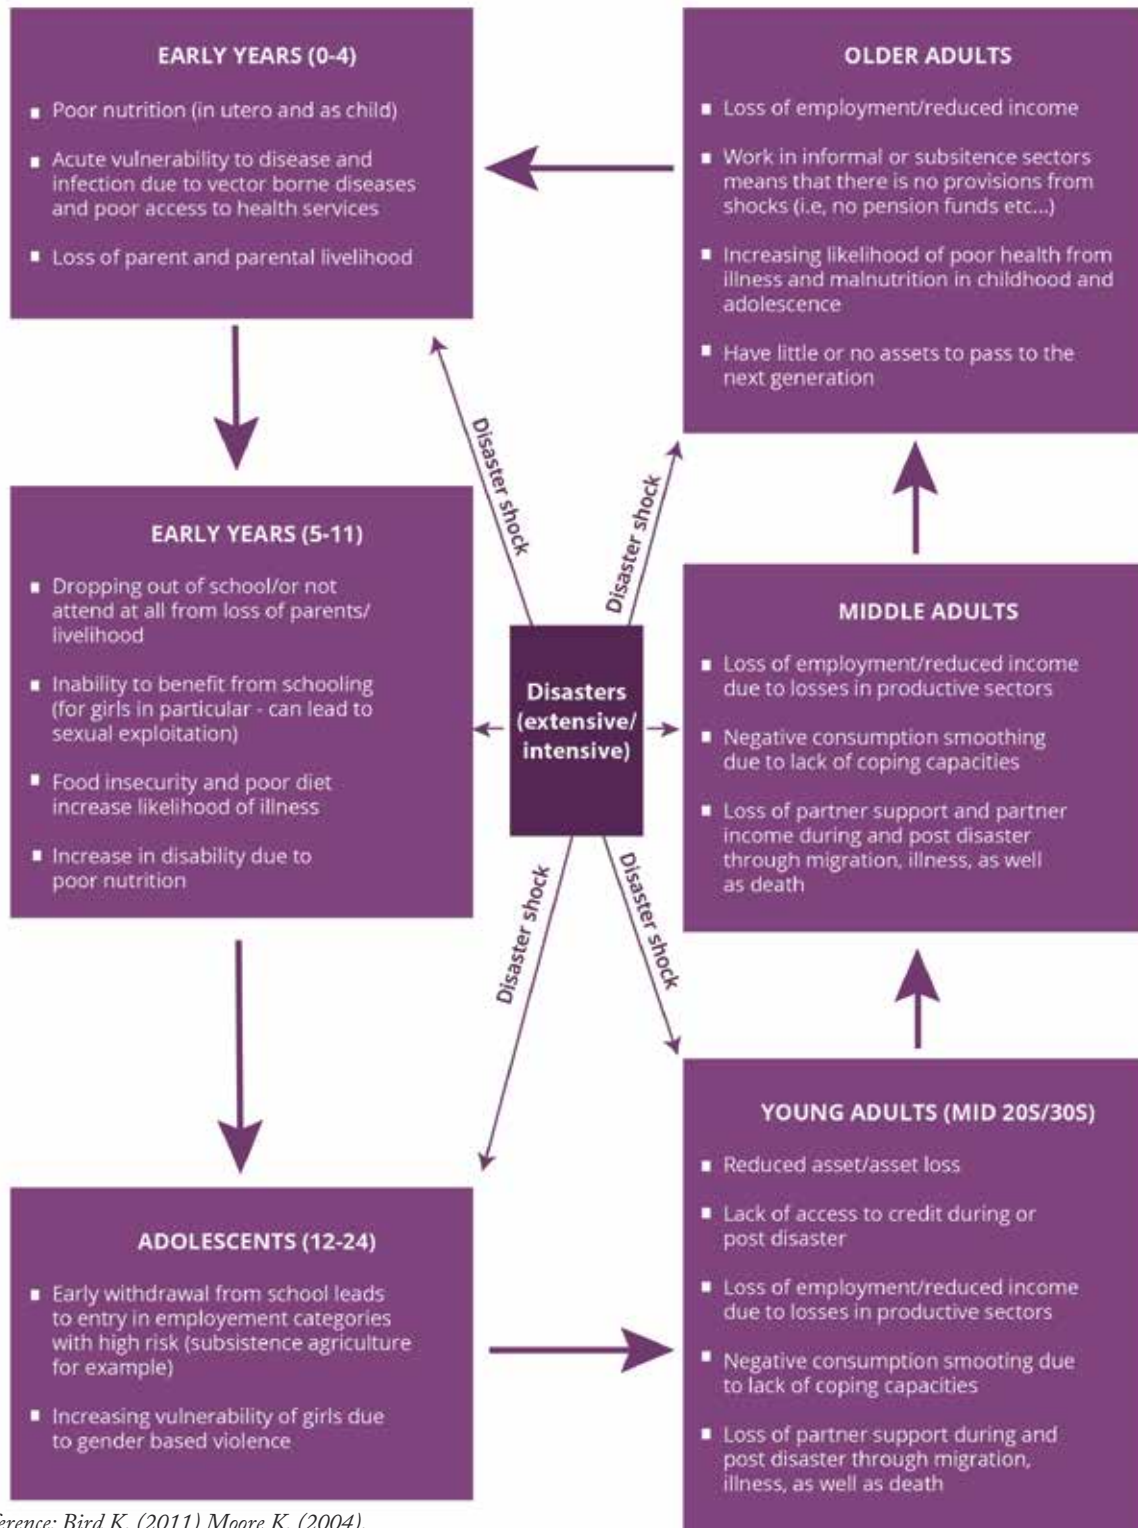 EARLY YEARS (0-4)
Poor nutrition (in utero and as child)
Acute vulnerability to disease and
infection due to vector borne diseases
and poor access to health services
Loss of parent and parental livelihood
EARLY YEARS (5-11)
Dropping out of school/or not
attend at all from loss of parents/
livelihood
Inability to benefit from schooling
(for girls in particular - can lead to
sexual exploitation)
Food insecurity and poor diet
increase likelihood of illness
Increase in disability due to
poor nutrition
ADOLESCENTS (12-24)
Early withdrawal from school leads
to entry in employement categories
with high risk (subsistence agriculture
for example)
Increasing vulnerability of girls due
to gender based violence
Disaster shock
Disaster shock
Disasters
(extensive/
intensive)
Disaster shock
Disaster shock
YOUNG ADULTS (MID 20S/30S)
Reduced asset/asset loss
Lack of access to credit during or
post disaster
Loss of employment/reduced income
due to losses in productive sectors
Negative consumption smooting due
to lack of coping capacities
Loss of partner support during and
post disaster through migration,
illness, as well as death
MIDDLE ADULTS
Loss of employment/reduced income
due to losses in productive sectors
Negative consumption smoothing
due to lack of coping capacities
Loss of partner support and partner
income during and post disaster
through migration, illness, as well
as death
OLDER ADULTS
Loss of employment/reduced income
Work in informal or subsitence sectors
means that there is no provisions from
shocks (i.e, no pension funds etc...)
Increasing likelihood of poor health from
illness and malnutrition in childhood and
adolescence
Have little or no assets to pass to the
next generation
ference: Bird K. (2011) Moore K. (2004).